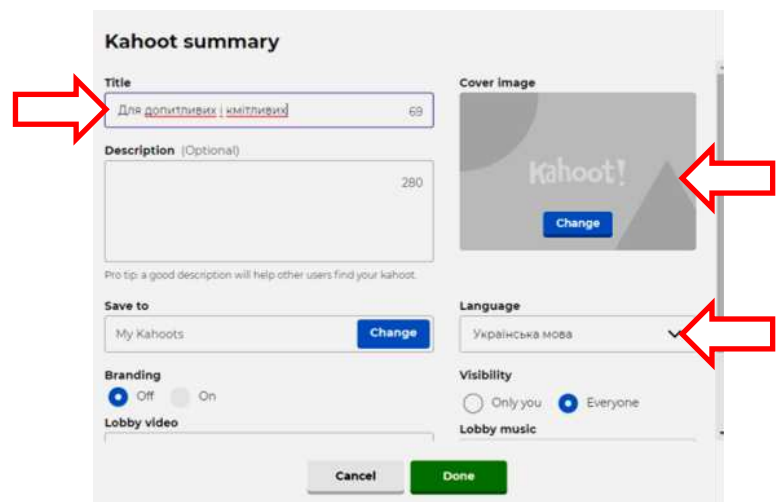 Kahoot summary
Title
Для допитливих і кмітливих
69
Description (Optional)
280
Pro tip: a good description will help other users find your kahoot.
Save to
My Kahoots
Change
Branding
Off On
Lobby video
Cover image
Kahoot!
Change
Language
Українська мова
Visibility
Only you Everyone
Lobby music
Cancel
Done